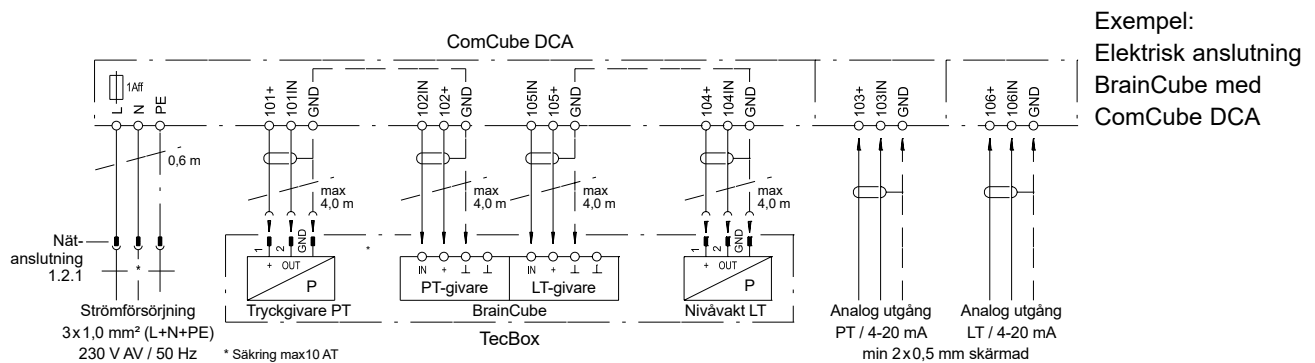 Exempel:
Elektrisk anslutning
BrainCube med
ComCube DCA
ComCube DCA
1Aff
L
N
PE
101+
101IN
GND
102IN
102+
GND
105IN
105+
GND
104+
104IN
GND
103+
103IN
GND
106+
106IN
GND
0,6 m
max
4,0 m
max
4,0 m
max
4,0 m
max
4,0 m
Nät-
anslutning
1.2.1
*
1
2
GND
+
OUT
P
*
IN
+
⊥
⊥
PT-givare
IN
+
⊥
⊥
LT-givare
1
2
GND
+
OUT
P
Strömförsörjning
3x1,0 mm² (L+N+PE)
230 V AV / 50 Hz
Tryckgivare PT
BrainCube
Nivåvakt LT
TecBox
* Säkring max10 AT
Analog utgång
PT / 4-20 mA
Analog utgång
LT / 4-20 mA
min 2x0,5 mm skärmad